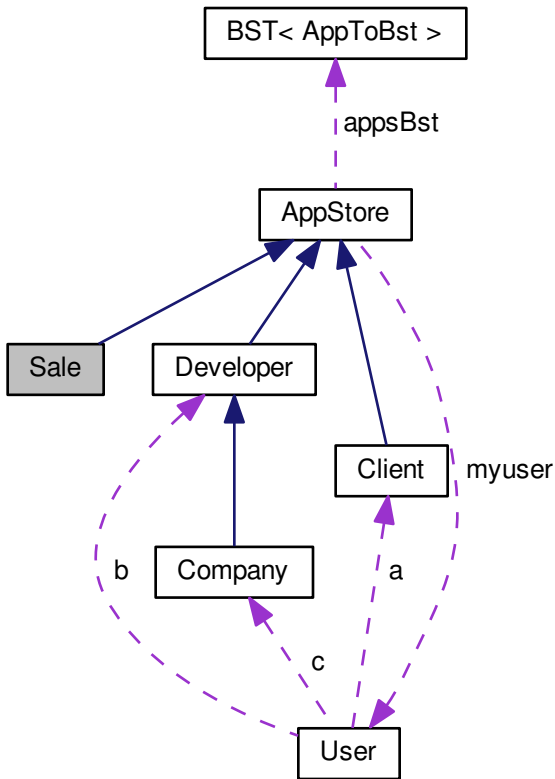 BST< AppToBst >
appsBst
AppStore
Sale
Developer
Client
myuser
Company
b
a
c
User